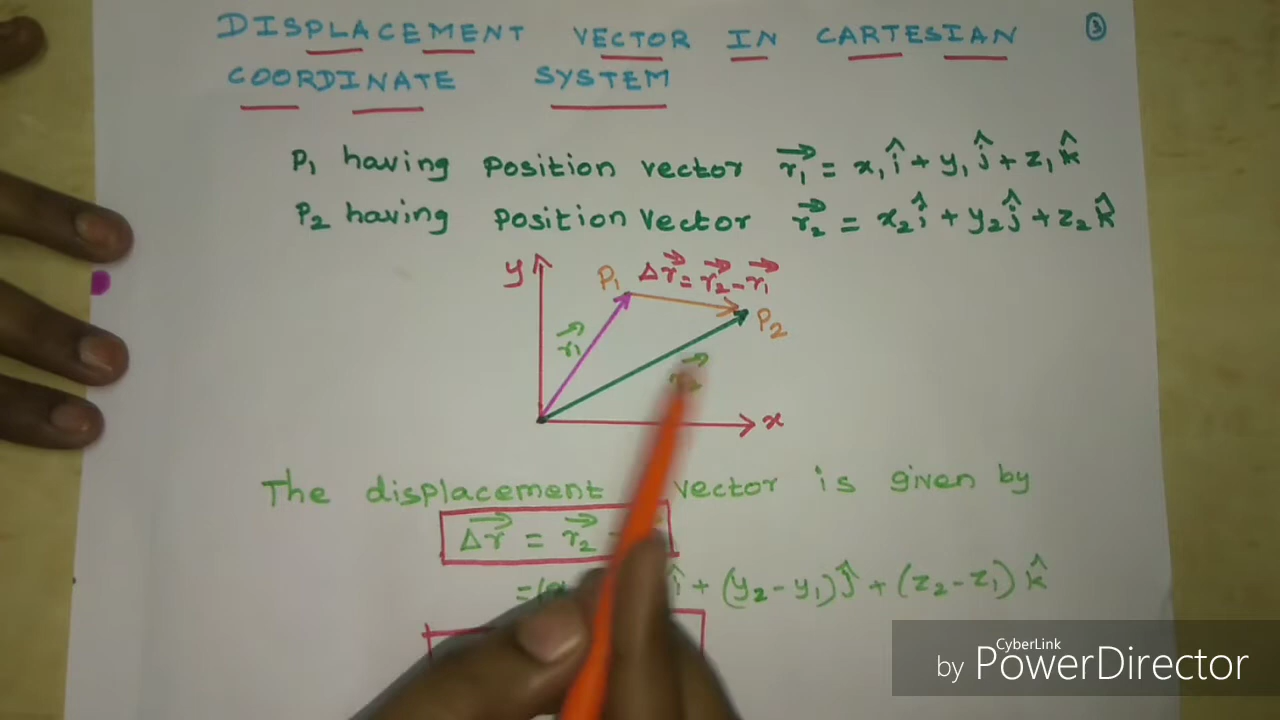 DISPLACEMENT VECTOR IN CARTESIAN ③
COORDINATE SYSTEM
P₁ having position vector r⃗₁ = x₁î + y₁ĵ + z₁k̂
P₂ having position vector r⃗₂ = x₂î + y₂ĵ + z₂k̂
y P₁ Δr⃗ = r⃗₂ - r⃗₁
P₂
r⃗₁
x
The displacement vector is given by
Δr⃗ = r⃗₂
î + (y₂ - y₁)ĵ + (z₂ - z₁)k̂
CyberLink
by PowerDirector